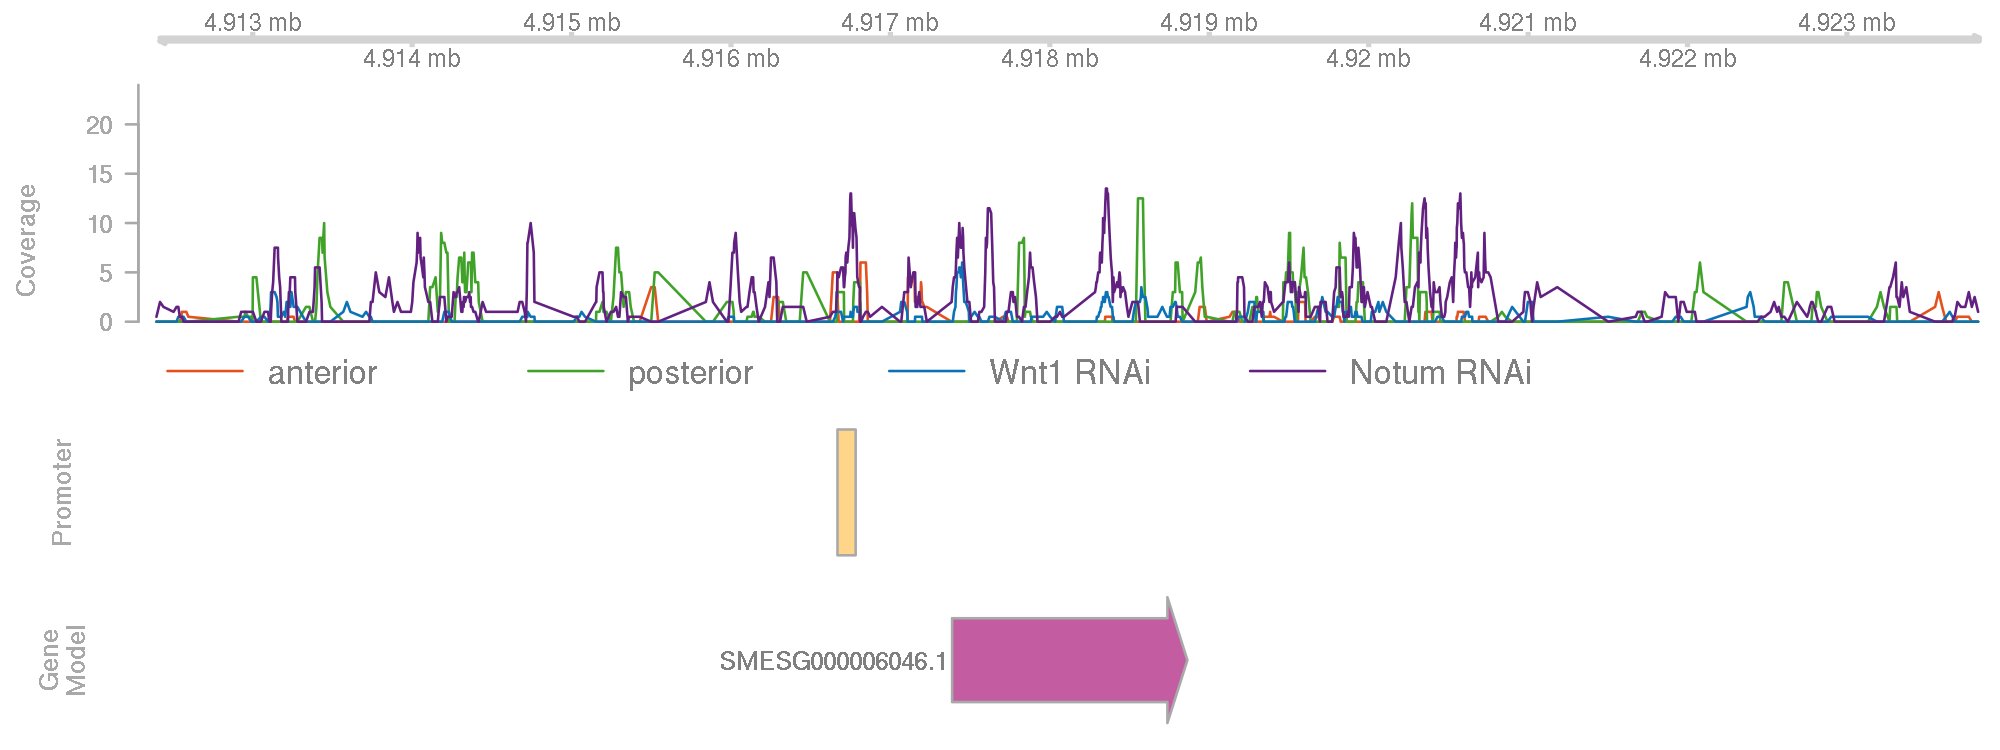 4.913 mb 4.915 mb 4.917 mb 4.919 mb 4.921 mb 4.923 mb
4.914 mb 4.916 mb 4.918 mb 4.92 mb 4.922 mb
20
15
10
5
0
Coverage
anterior posterior Wnt1 RNAi Notum RNAi
Promoter
Gene
Model
SMESG000006046.1